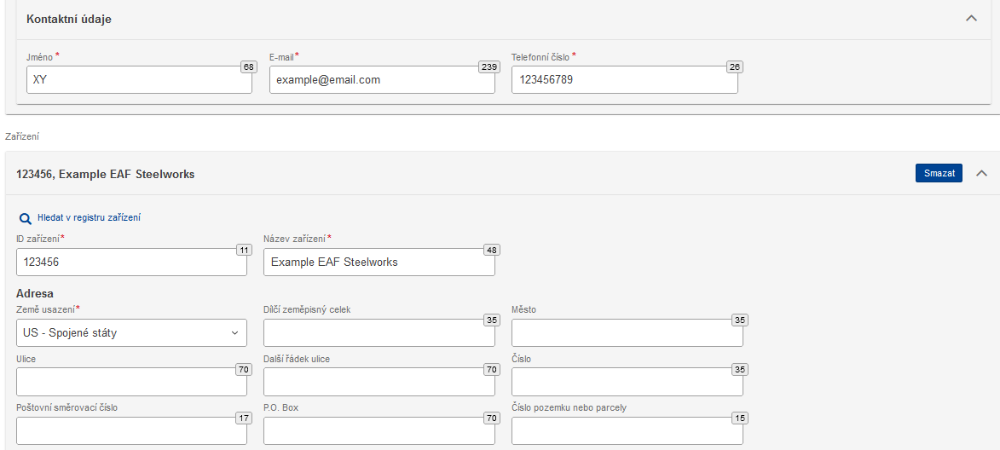 Kontaktní údaje
Jméno * E-mail * Telefonní číslo *
68 239 26
XY example@email.com 123456789
Zařízení
123456, Example EAF Steelworks Smazat
Hledat v registru zařízení
ID zařízení * Název zařízení *
11 48
123456 Example EAF Steelworks
Adresa
Země usazení * Dílčí zeměpisný celek Město
35 35
US - Spojené státy
Ulice Další řádek ulice Číslo
70 70 35
Poštovní směrovací číslo P.O. Box Číslo pozemku nebo parcely
17 70 15